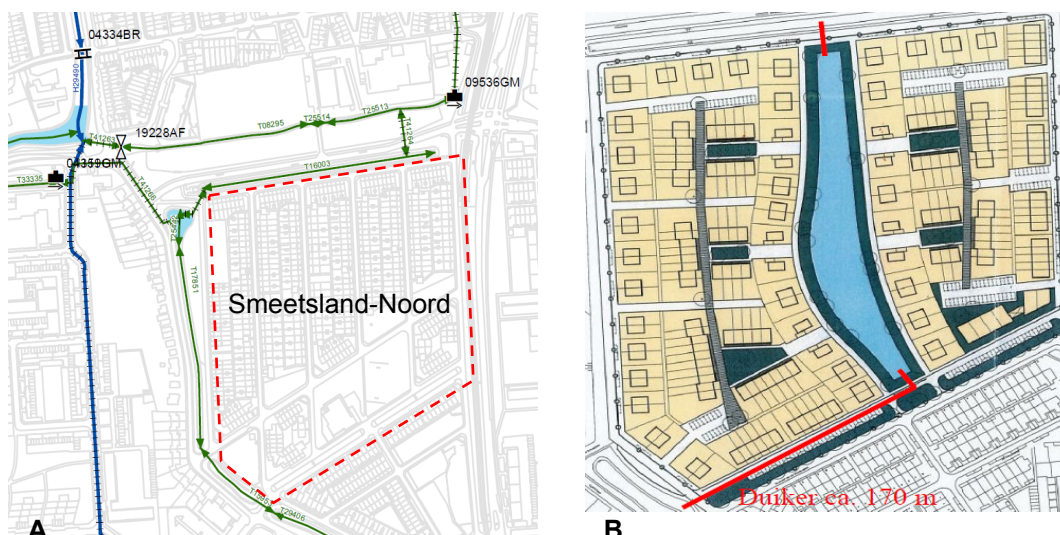 04334BR
H29490
09536GM
T25513
T25514
T08295
19228AF
T41263
T41264
04359GM
T16003
T33335
T41266
T17851
Smeetsland-Noord
T29406
A
Duiker ca. 170 m
B